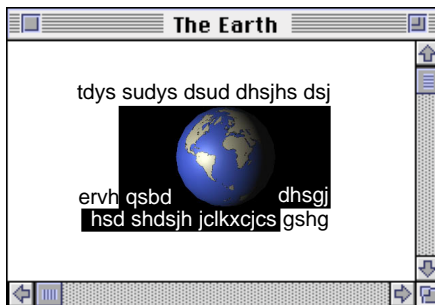 The Earth
tdys sudys dsud dhsjhs dsj
ervh qsbd dhsgj
hsd shdsjh jclkxcjcs gshg